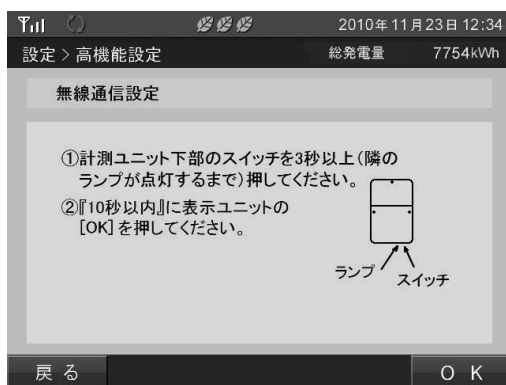 2010年11月23日 12:34
設定 > 高機能設定 総発電量 7754kWh
無線通信設定
①計測ユニット下部のスイッチを3秒以上(隣の
ランプが点灯するまで)押してください。
②『10秒以内』に表示ユニットの
[OK]を押してください。
ランプ スイッチ
戻る OK